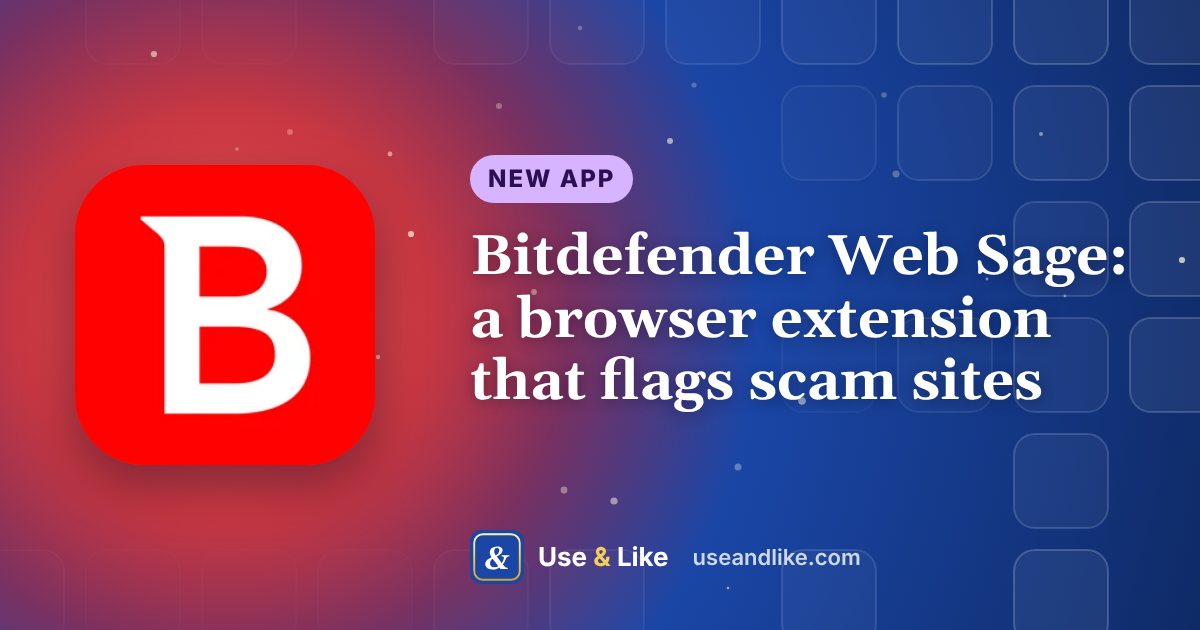 B
NEW APP
Bitdefender Web Sage:
a browser extension
that flags scam sites
& Use & Like useandlike.com